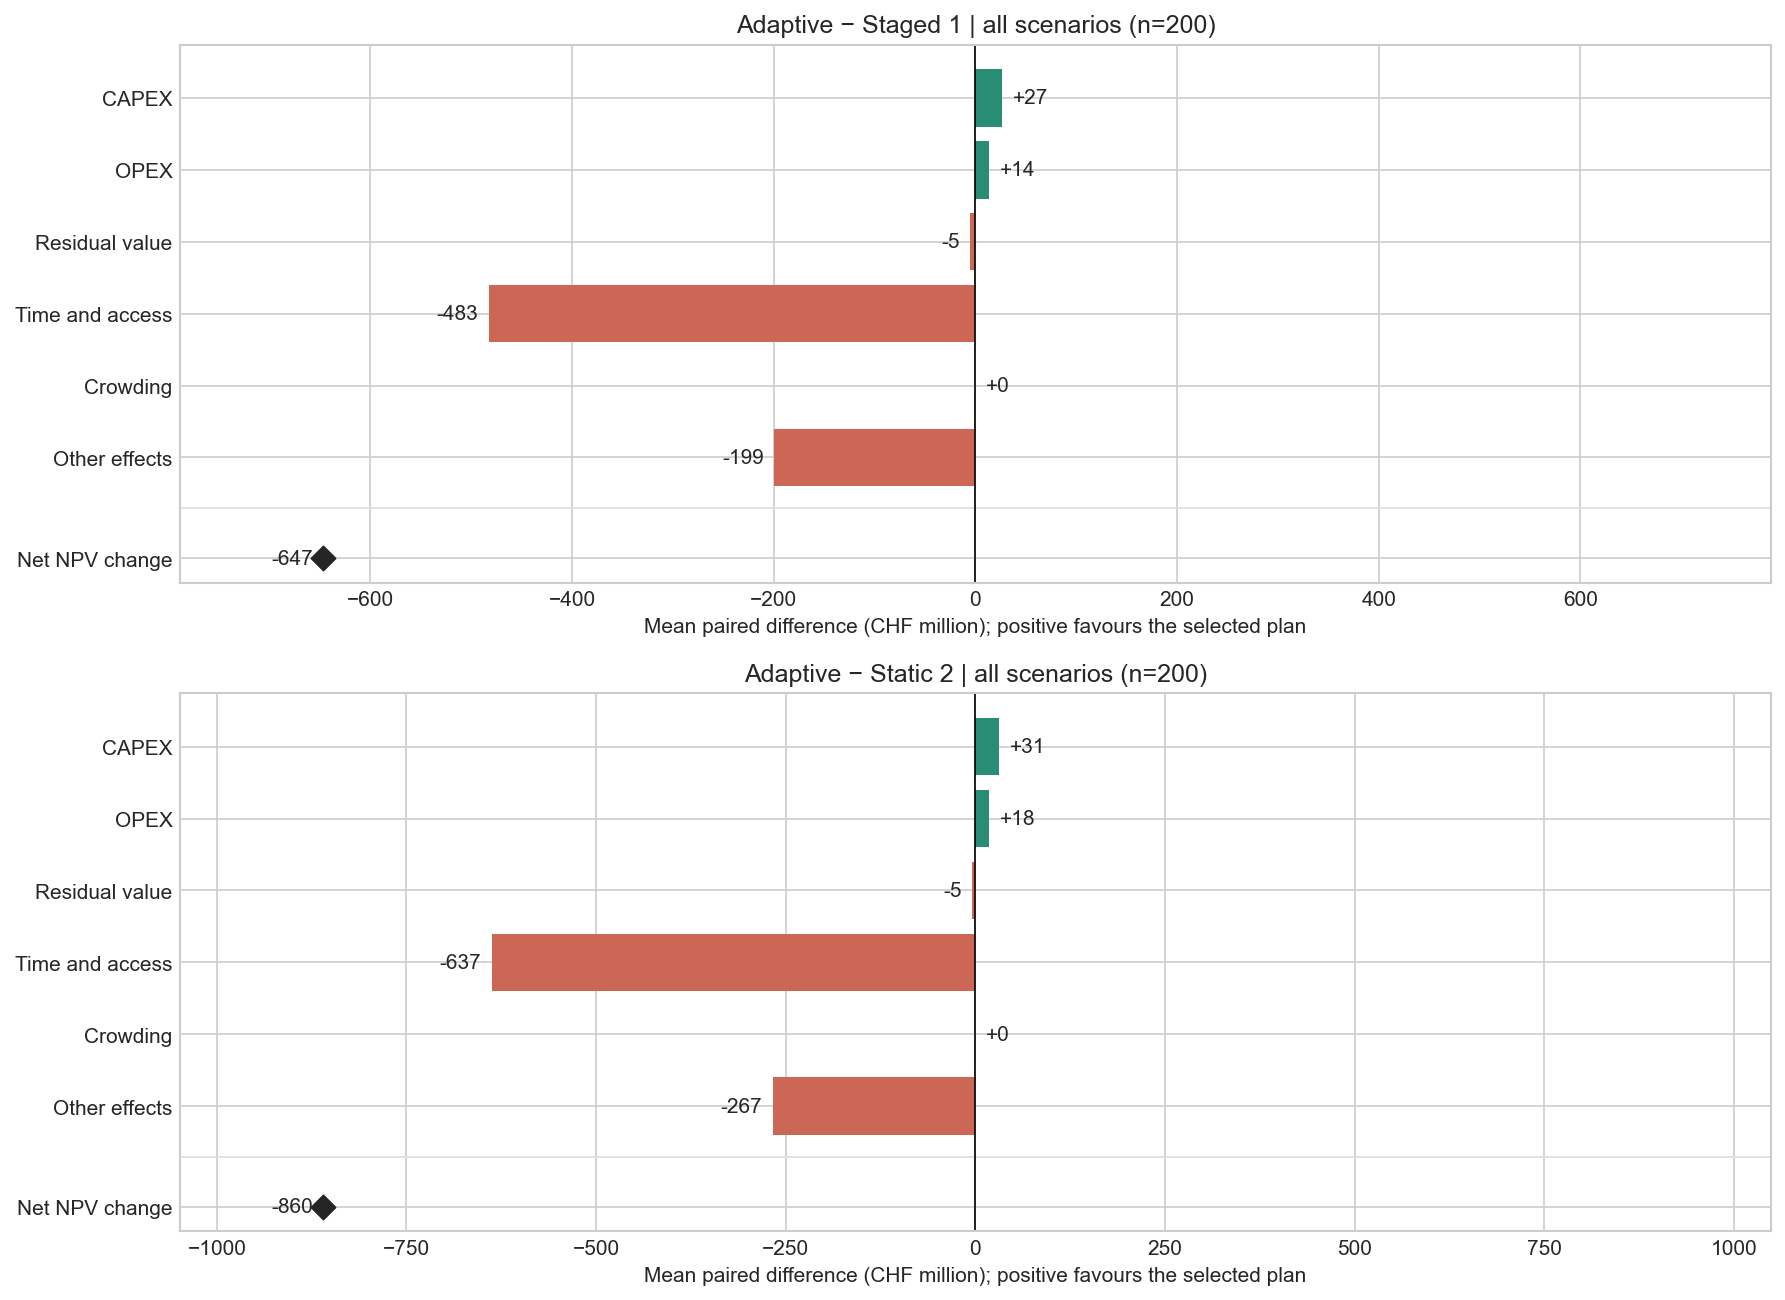 Adaptive − Staged 1 | all scenarios (n=200)
CAPEX +27
OPEX +14
Residual value -5
Time and access -483
Crowding +0
Other effects -199
Net NPV change -647
−600 −400 −200 0 200 400 600
Mean paired difference (CHF million); positive favours the selected plan
Adaptive − Static 2 | all scenarios (n=200)
CAPEX +31
OPEX +18
Residual value -5
Time and access -637
Crowding +0
Other effects -267
Net NPV change -860
−1000 −750 −500 −250 0 250 500 750 1000
Mean paired difference (CHF million); positive favours the selected plan